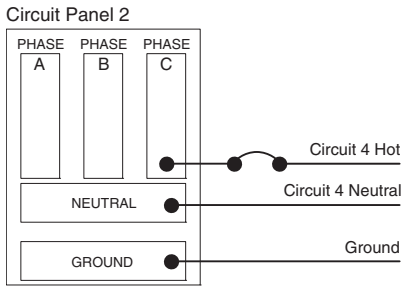 Circuit Panel 2
PHASE PHASE PHASE
A B C
Circuit 4 Hot
Circuit 4 Neutral
NEUTRAL
Ground
GROUND